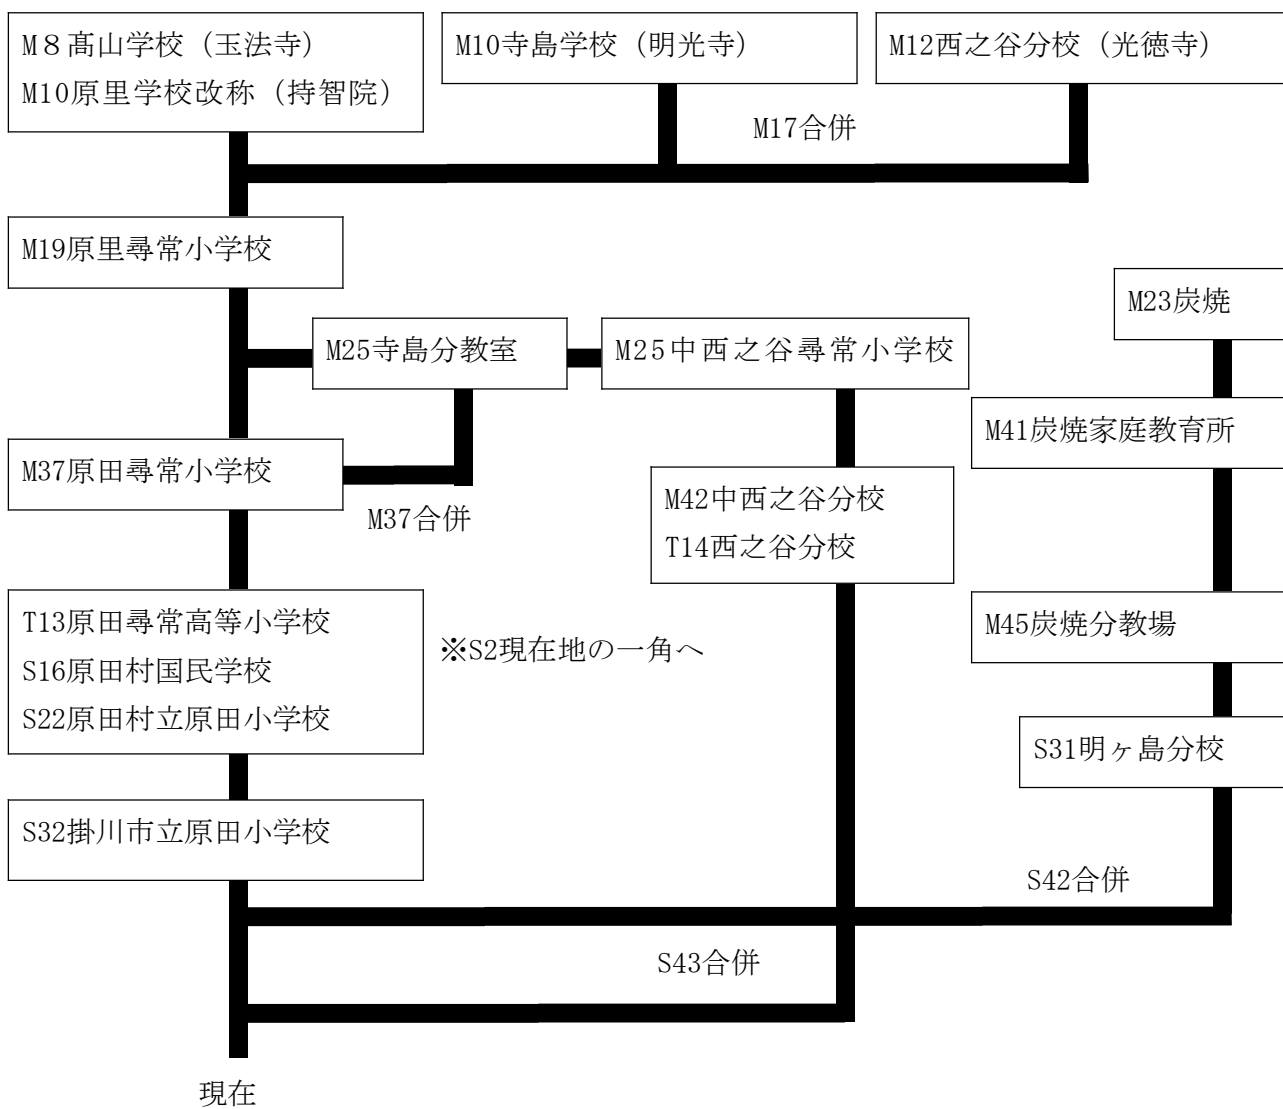 M８髙山学校（玉法寺）
M10原里学校改称（持智院）
M10寺島学校（明光寺）
M12西之谷分校（光徳寺）
M17合併
M19原里尋常小学校
M23炭焼
M25寺島分教室
M25中西之谷尋常小学校
M41炭焼家庭教育所
M37原田尋常小学校
M37合併
M42中西之谷分校
T14西之谷分校
T13原田尋常高等小学校
S16原田村国民学校
S22原田村立原田小学校
※S2現在地の一角へ
M45炭焼分教場
S31明ヶ島分校
S32掛川市立原田小学校
S42合併
S43合併
現在